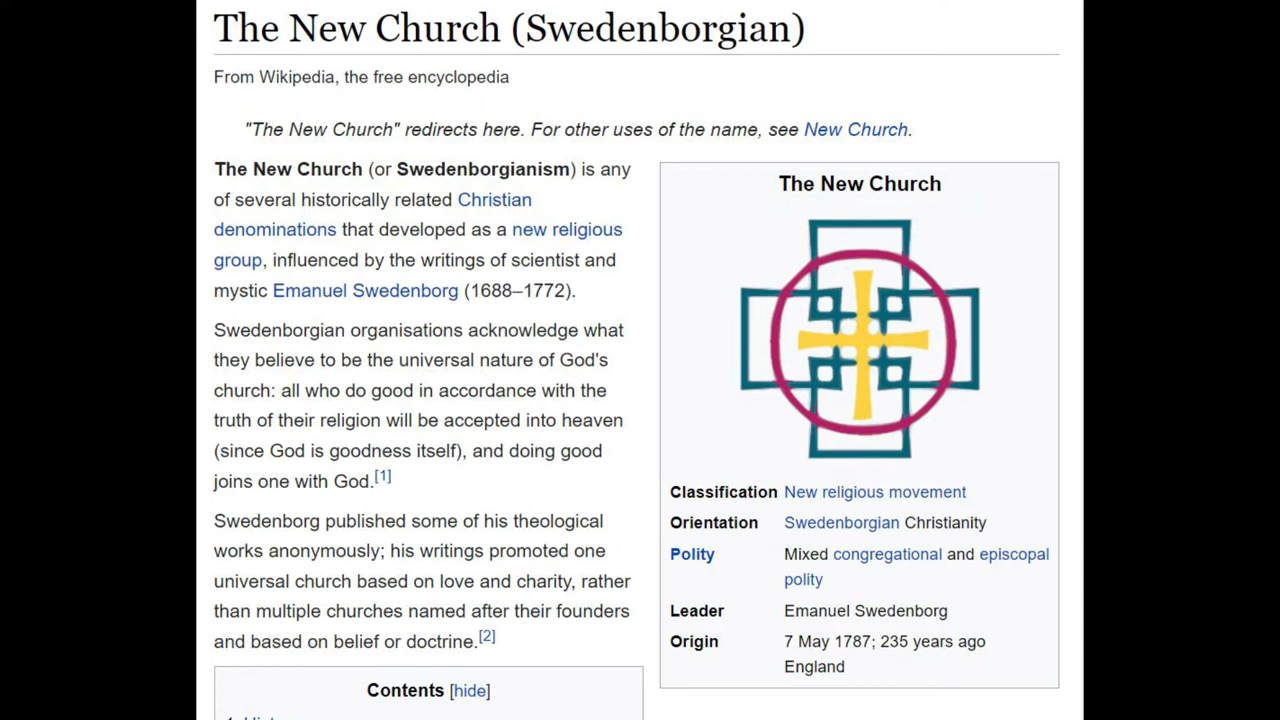 The New Church (Swedenborgian)
From Wikipedia, the free encyclopedia
"The New Church" redirects here. For other uses of the name, see New Church.
The New Church (or Swedenborgianism) is any
of several historically related Christian
denominations that developed as a new religious
group, influenced by the writings of scientist and
mystic Emanuel Swedenborg (1688–1772).
Swedenborgian organisations acknowledge what
they believe to be the universal nature of God's
church: all who do good in accordance with the
truth of their religion will be accepted into heaven
(since God is goodness itself), and doing good
joins one with God.[1]
Swedenborg published some of his theological
works anonymously; his writings promoted one
universal church based on love and charity, rather
than multiple churches named after their founders
and based on belief or doctrine.[2]
Contents [hide]
The New Church
Classification New religious movement
Orientation Swedenborgian Christianity
Polity Mixed congregational and episcopal
polity
Leader Emanuel Swedenborg
Origin 7 May 1787; 235 years ago
England